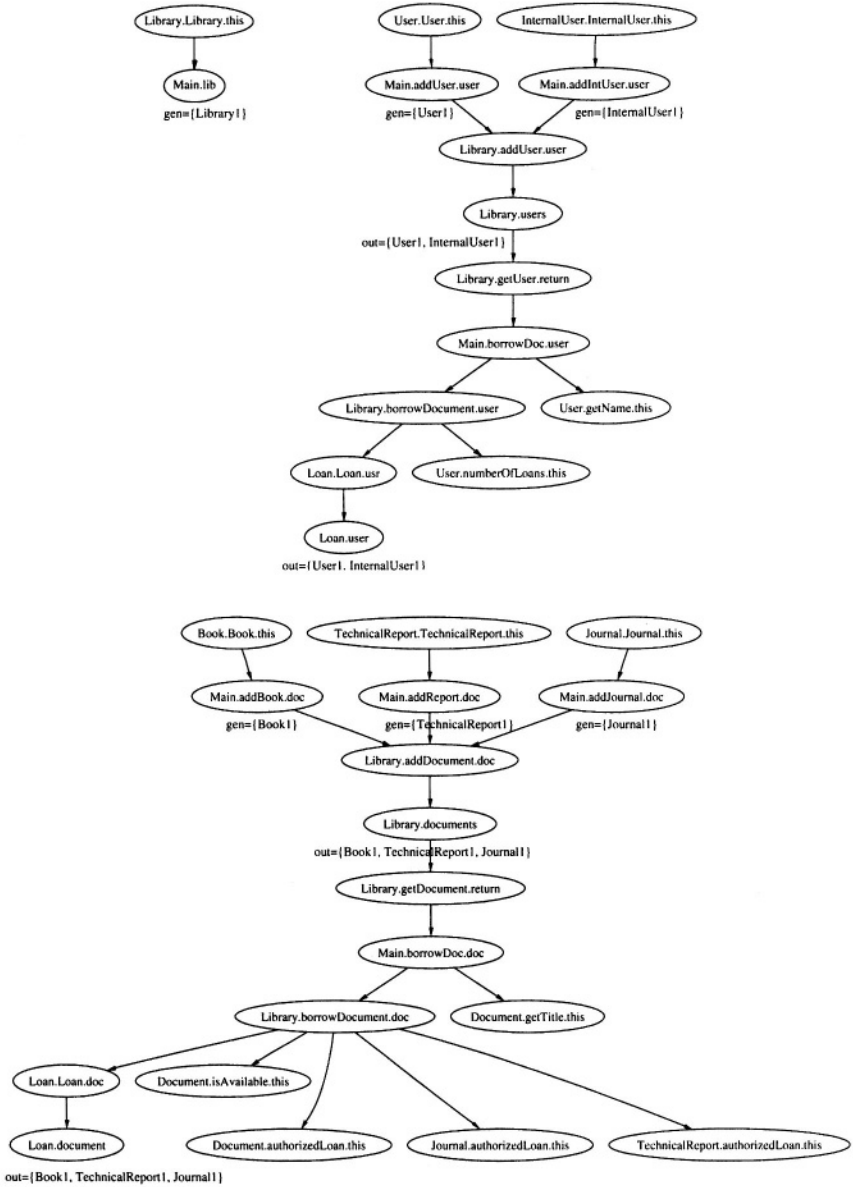 Library.Library.this
User.User.this
InternalUser.InternalUser.this
Main.lib
Main.addUser.user
Main.addIntUser.user
gen={Library1}
gen={User1}
gen={InternalUser1}
Library.addUser.user
Library.users
out={User1, InternalUser1}
Library.getUser.return
Main.borrowDoc.user
Library.borrowDocument.user
User.getName.this
Loan.Loan.usr
User.numberOfLoans.this
Loan.user
out={User1, InternalUser1}
Book.Book.this
TechnicalReport.TechnicalReport.this
Journal.Journal.this
Main.addBook.doc
Main.addReport.doc
Main.addJournal.doc
gen={Book1}
gen={TechnicalReport1}
gen={Journal1}
Library.addDocument.doc
Library.documents
out={Book1, TechnicalReport1, Journal1}
Library.getDocument.return
Main.borrowDoc.doc
Library.borrowDocument.doc
Document.getTitle.this
Loan.Loan.doc
Document.isAvailable.this
Loan.document
Document.authorizedLoan.this
Journal.authorizedLoan.this
TechnicalReport.authorizedLoan.this
out={Book1, TechnicalReport1, Journal1}